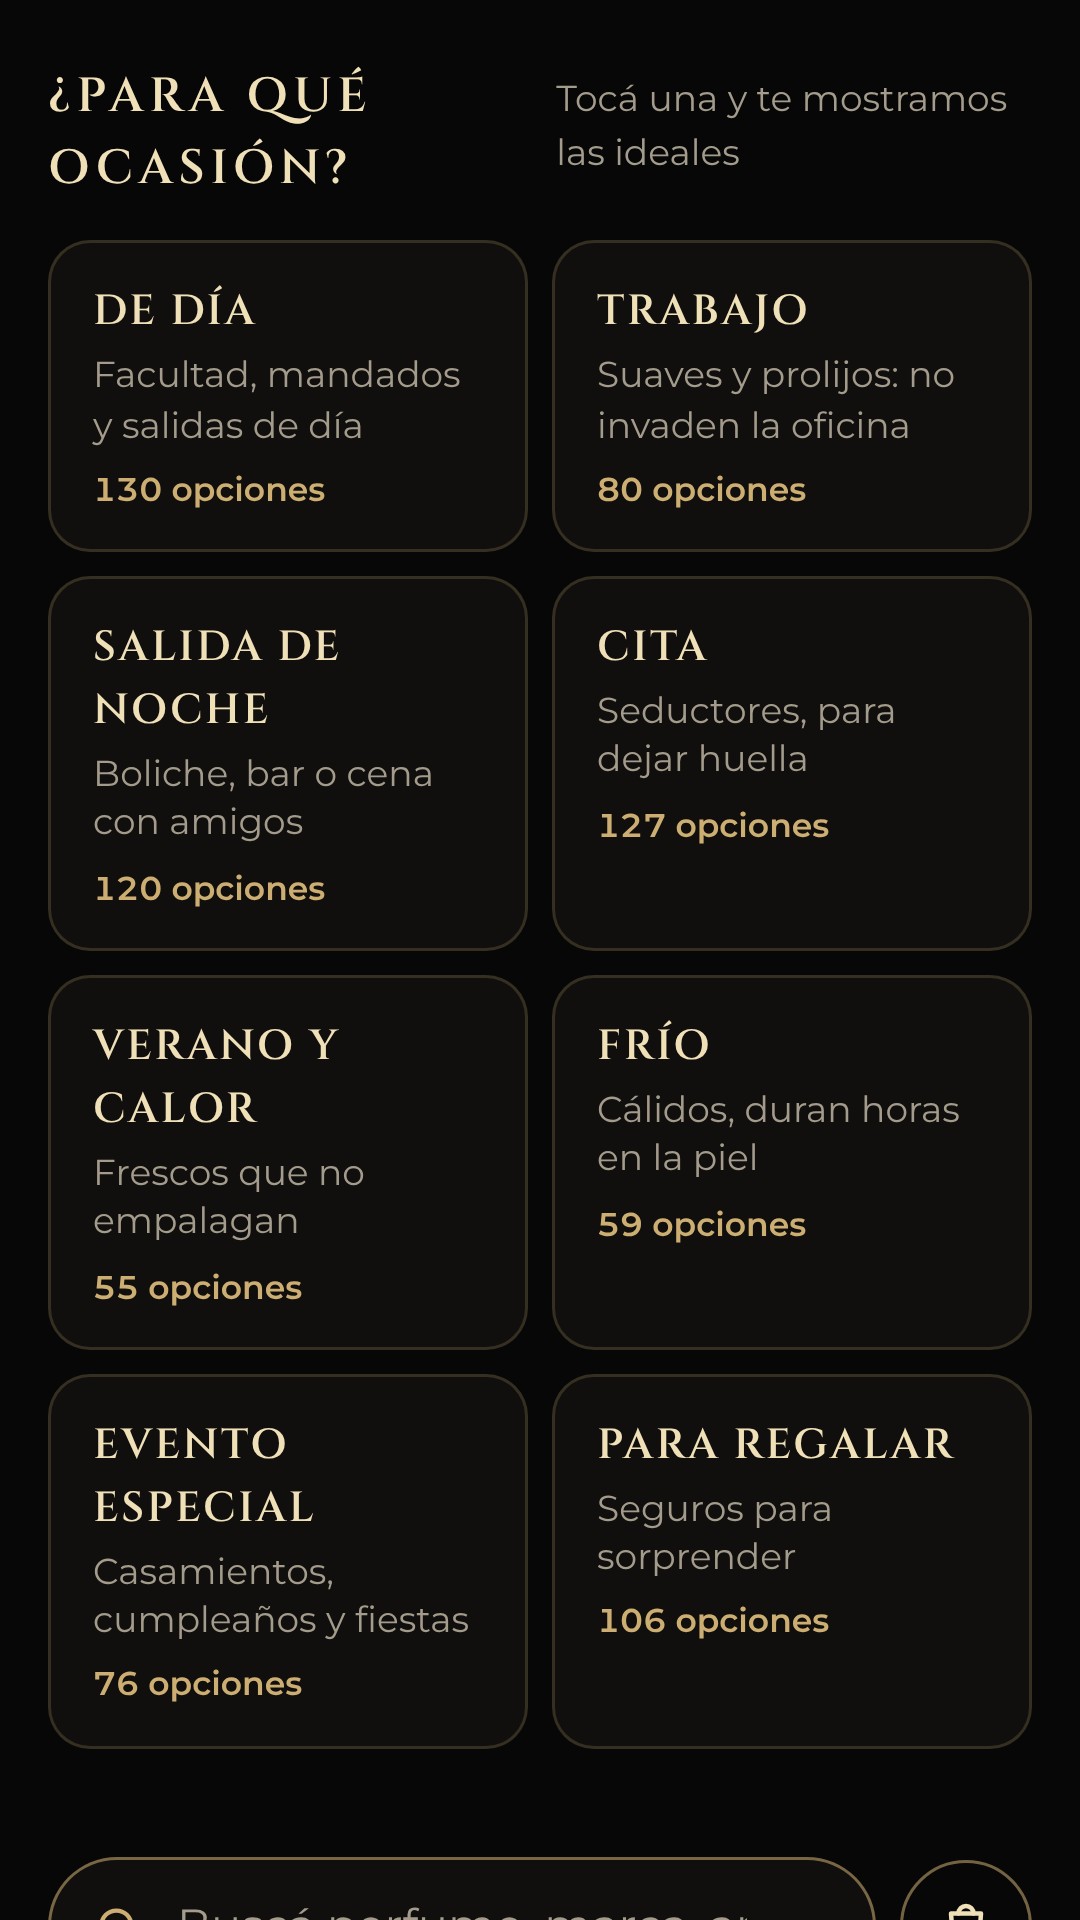 ¿PARA QUÉ
OCASIÓN?
Tocá una y te mostramos
las ideales
DE DÍA
Facultad, mandados
y salidas de día
130 opciones
TRABAJO
Suaves y prolijos: no
invaden la oficina
80 opciones
SALIDA DE
NOCHE
Boliche, bar o cena
con amigos
120 opciones
CITA
Seductores, para
dejar huella
127 opciones
VERANO Y
CALOR
Frescos que no
empalagan
55 opciones
FRÍO
Cálidos, duran horas
en la piel
59 opciones
EVENTO
ESPECIAL
Casamientos,
cumpleaños y fiestas
76 opciones
PARA REGALAR
Seguros para
sorprender
106 opciones
Buscá perfume, marca